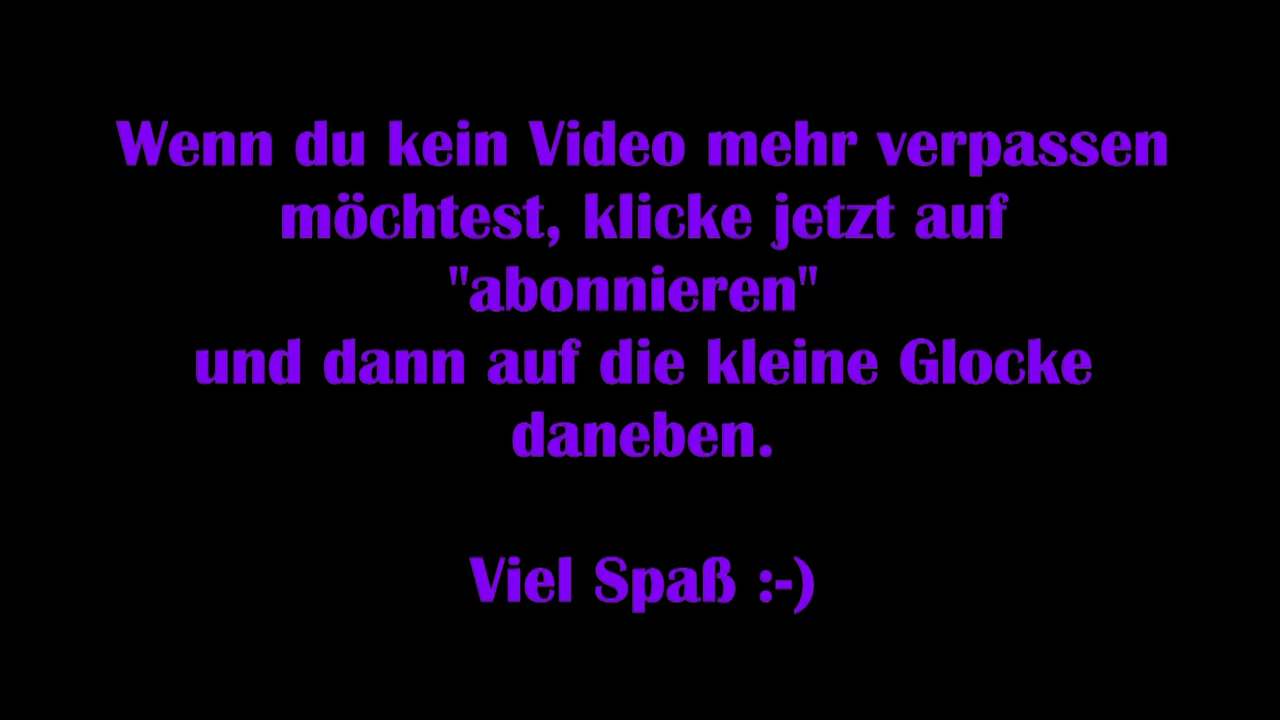 Wenn du kein Video mehr verpassen
möchtest, klicke jetzt auf
"abonnieren"
und dann auf die kleine Glocke
daneben.
Viel Spaß :-)